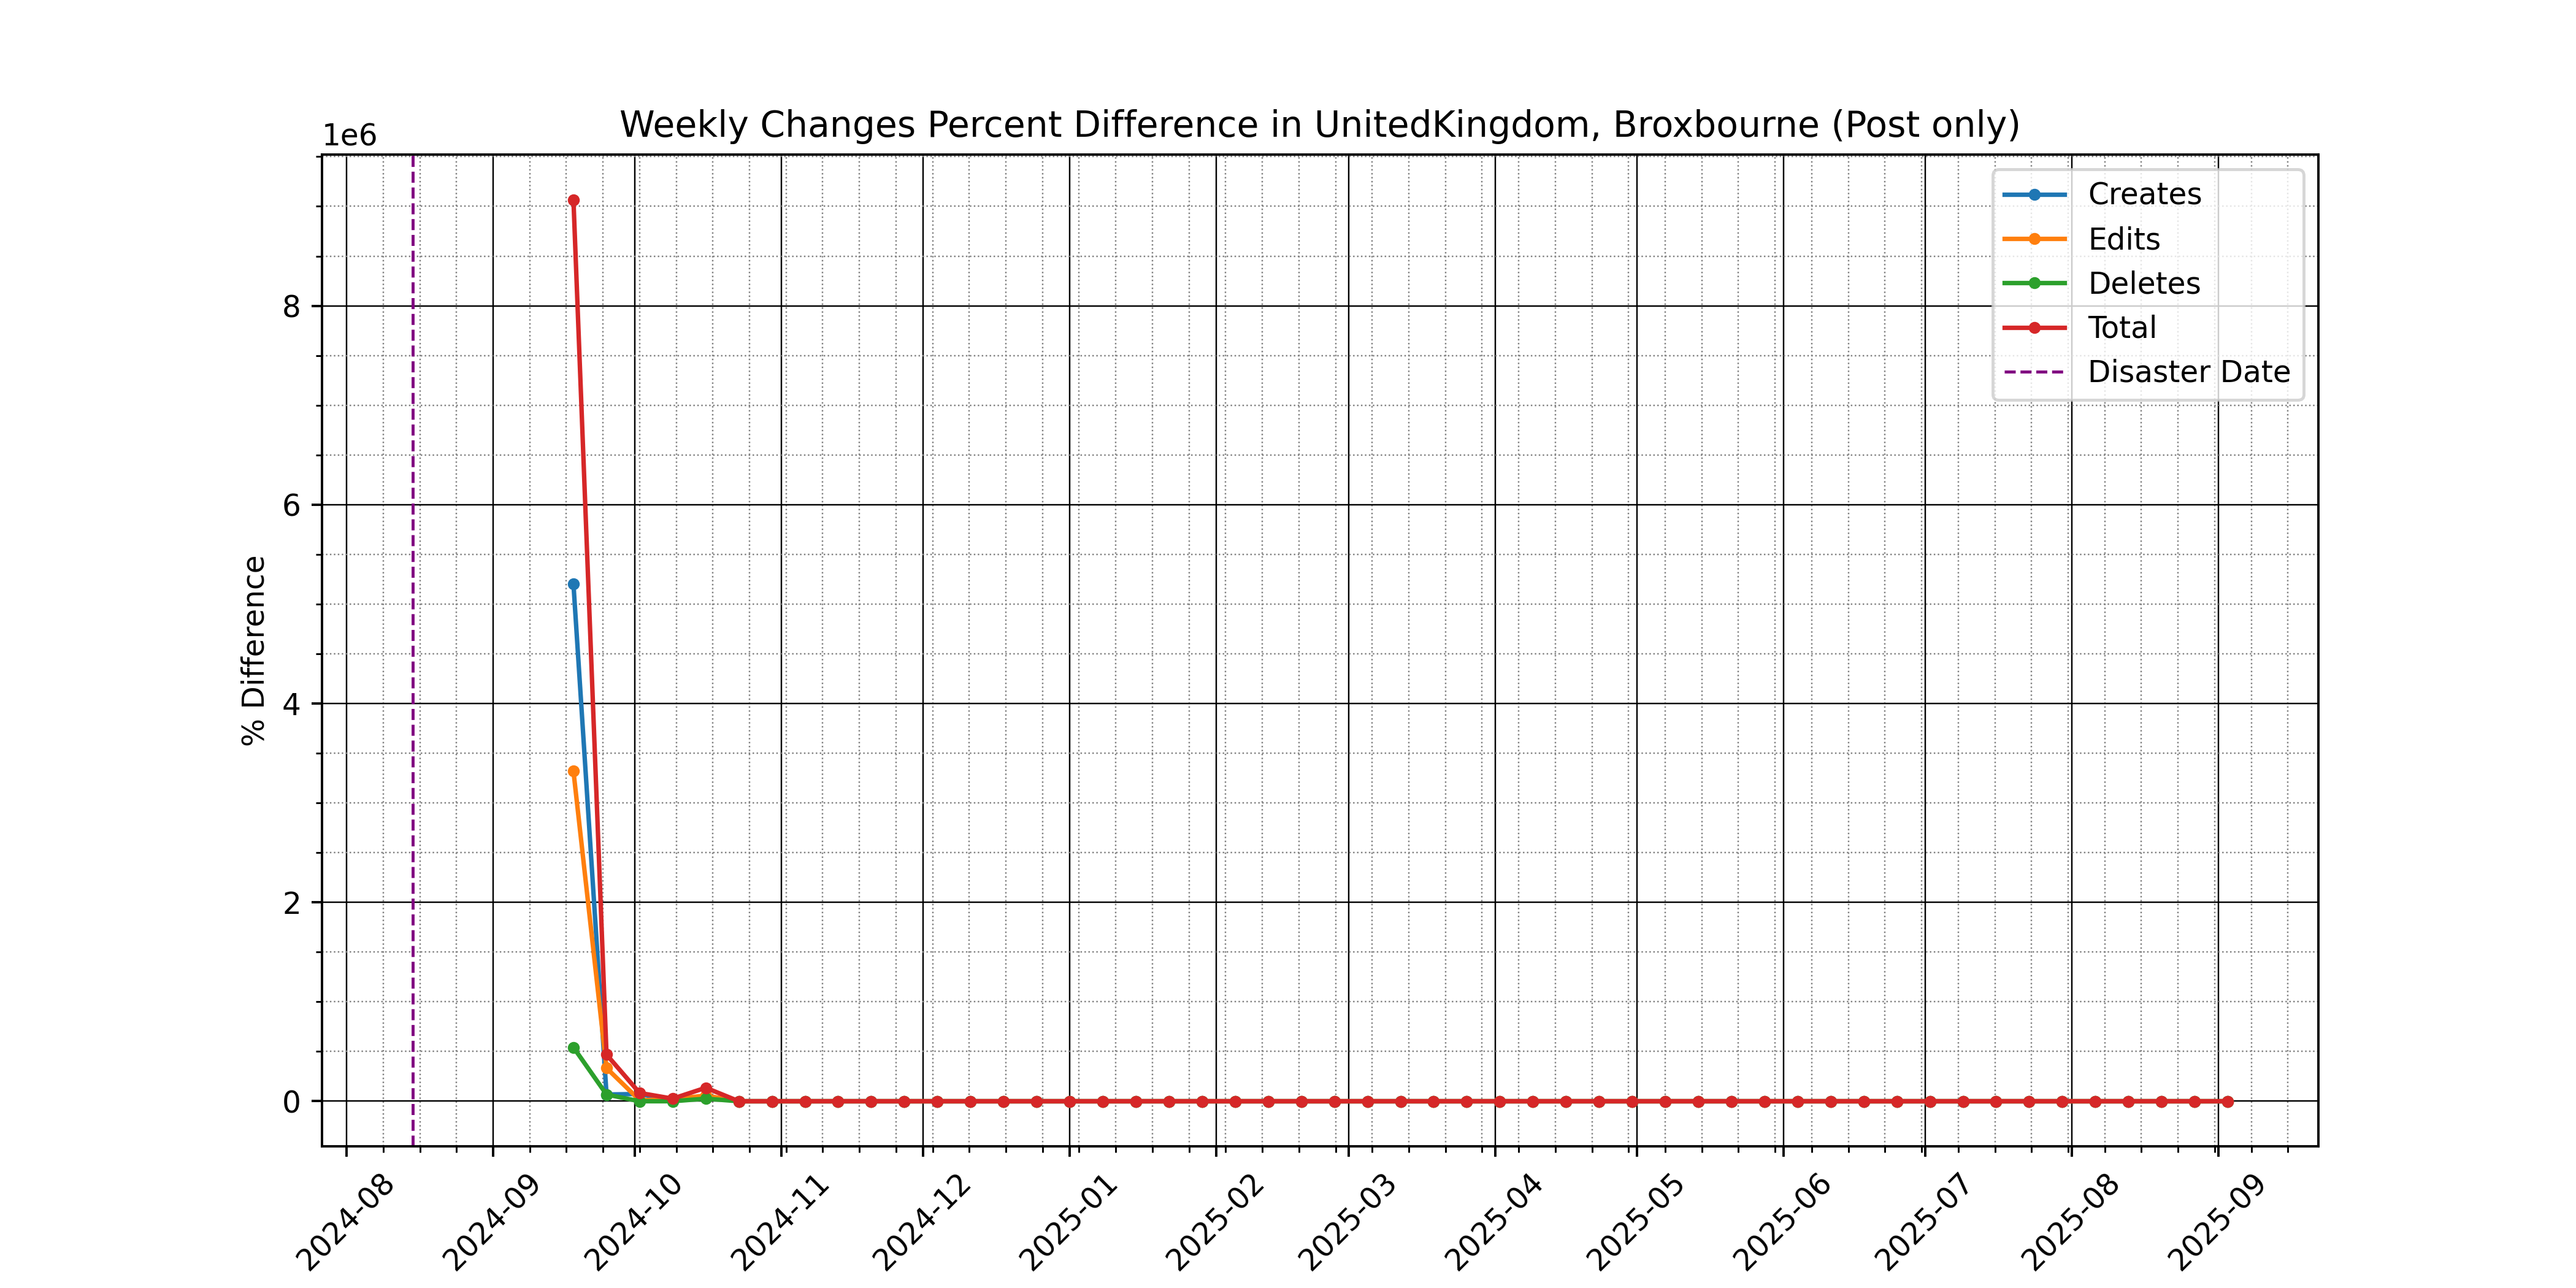 Weekly Changes Percent Difference in UnitedKingdom, Broxbourne (Post only)
1e6
Creates
Edits
Deletes
Total
Disaster Date
8
6
4
2
0
% Difference
2024-08
2024-09
2024-10
2024-11
2024-12
2025-01
2025-02
2025-03
2025-04
2025-05
2025-06
2025-07
2025-08
2025-09